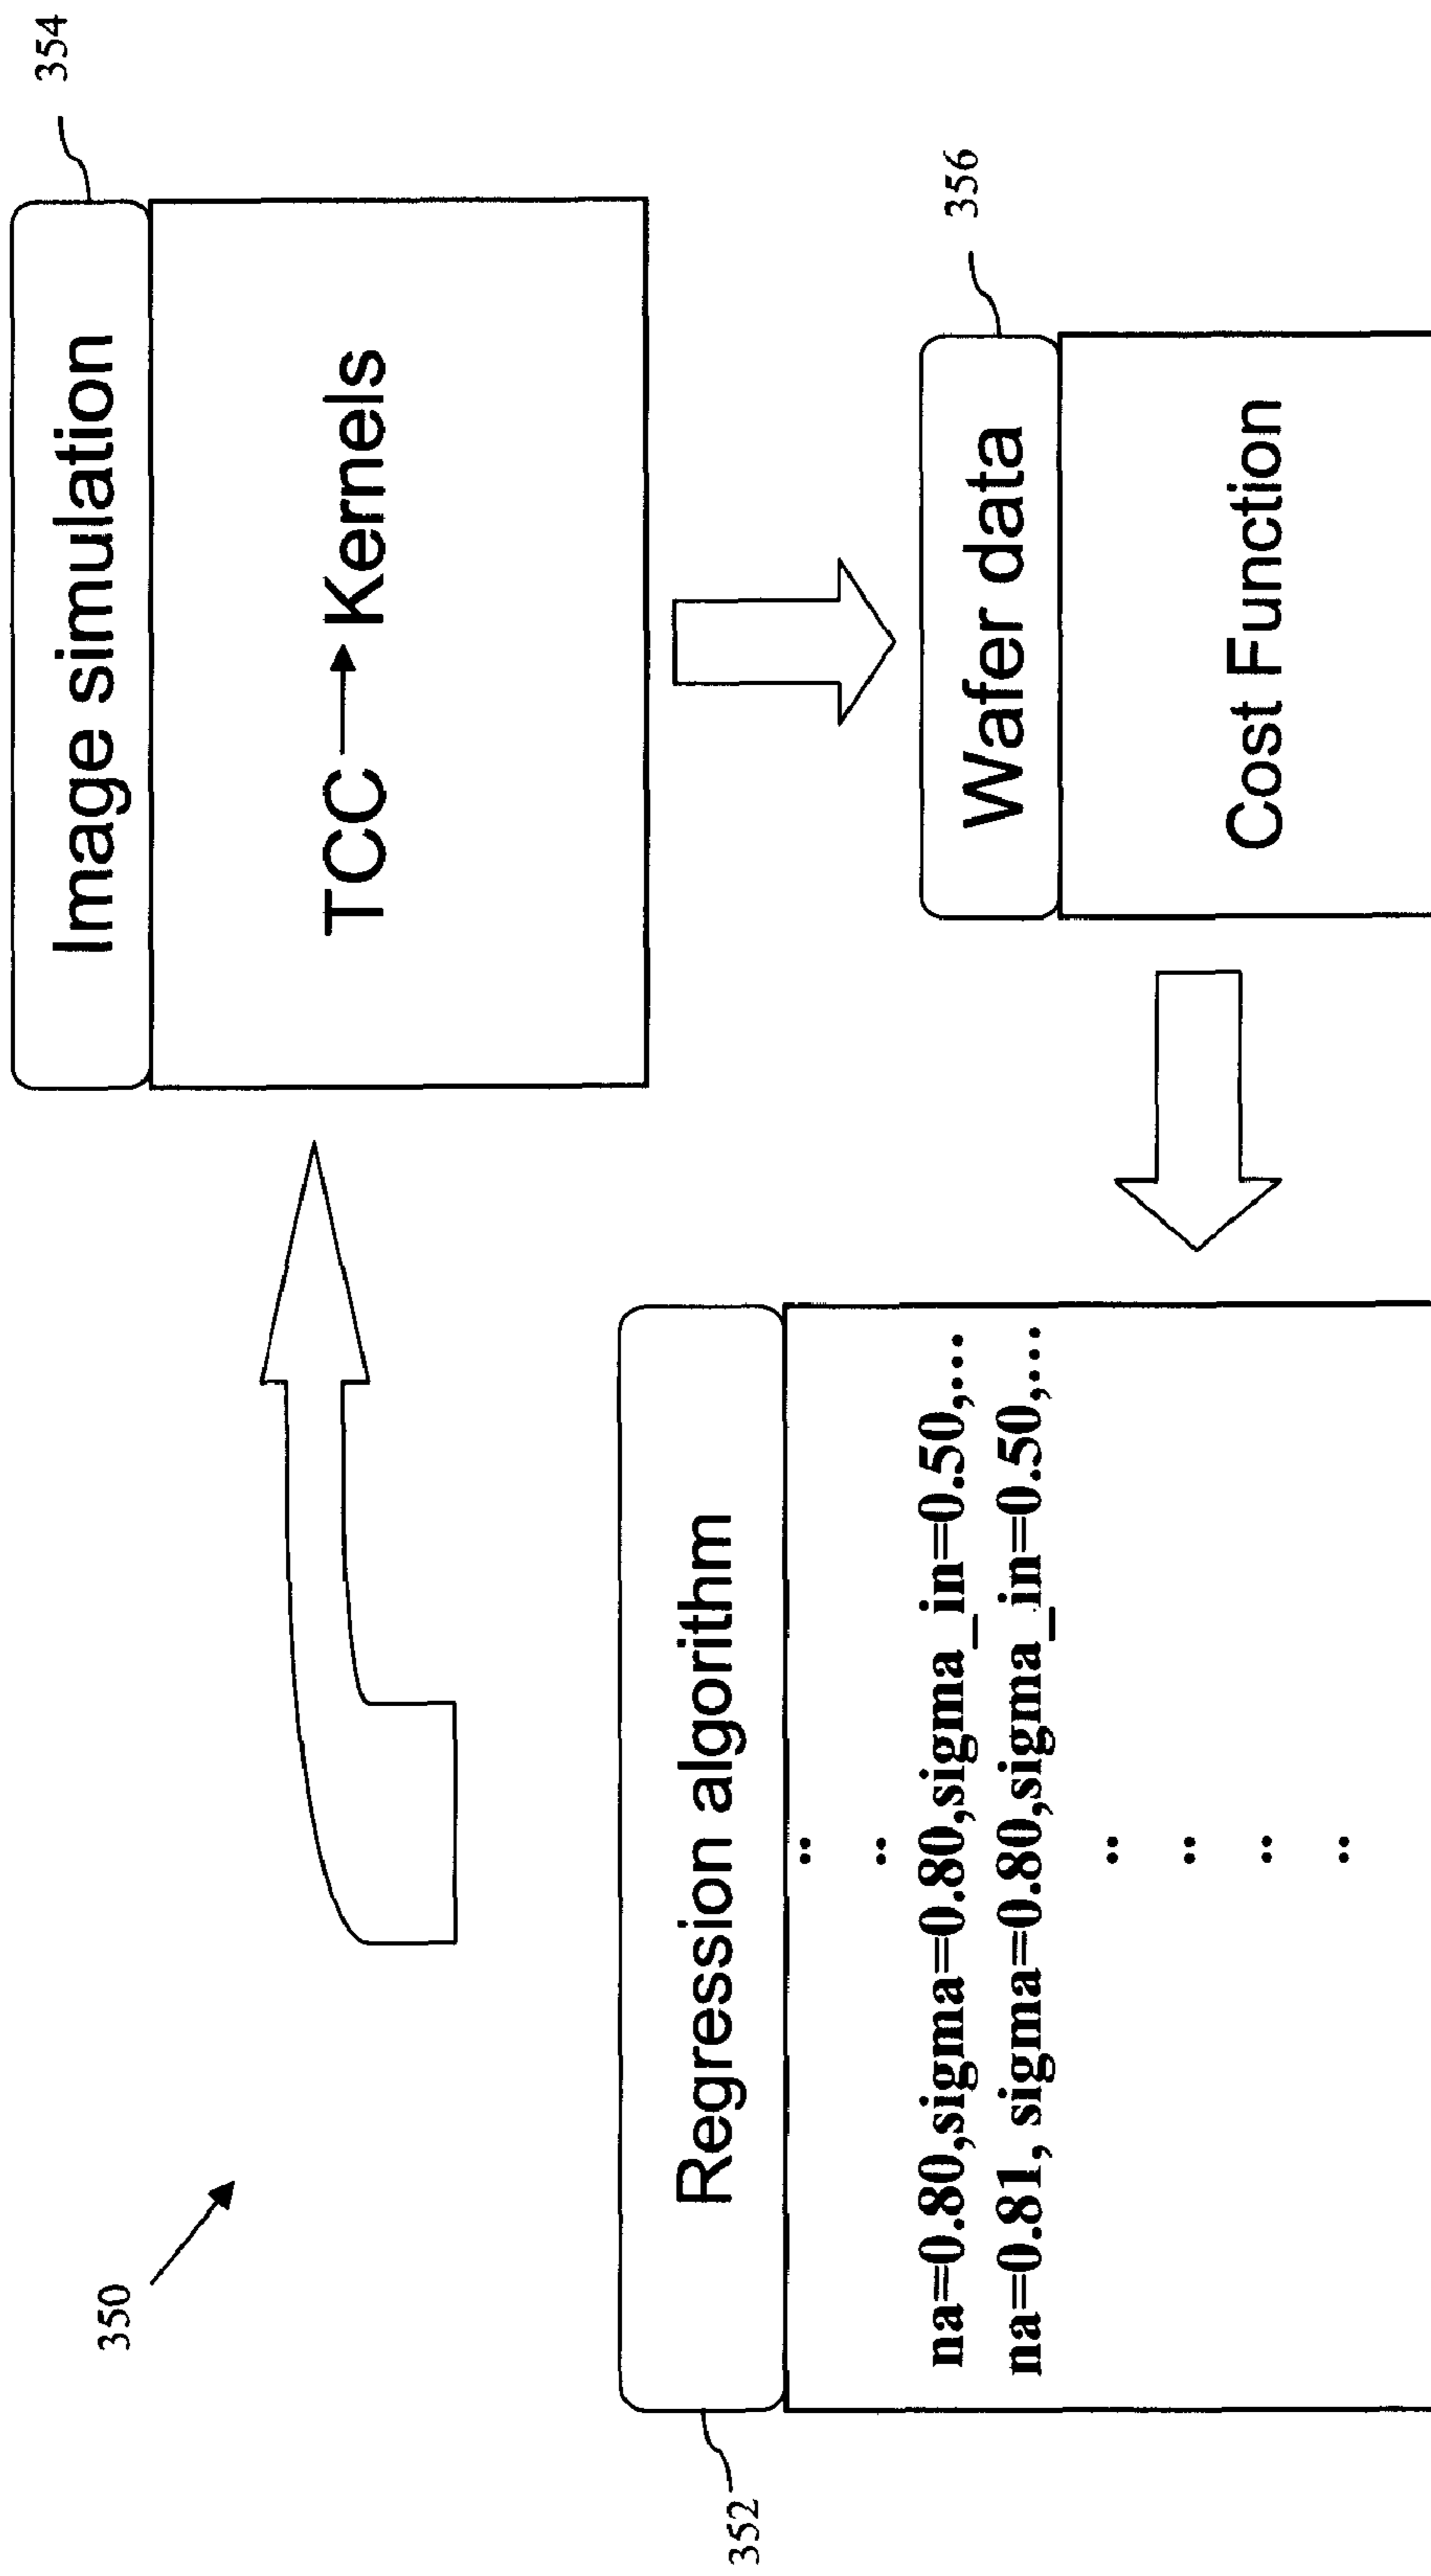 350
354
Image simulation
TCC → Kernels
352
Regression algorithm
..
..
na=0.80,sigma=0.80,sigma_in=0.50,...
na=0.81, sigma=0.80,sigma_in=0.50,...
..
..
..
..
356
Wafer data
Cost Function